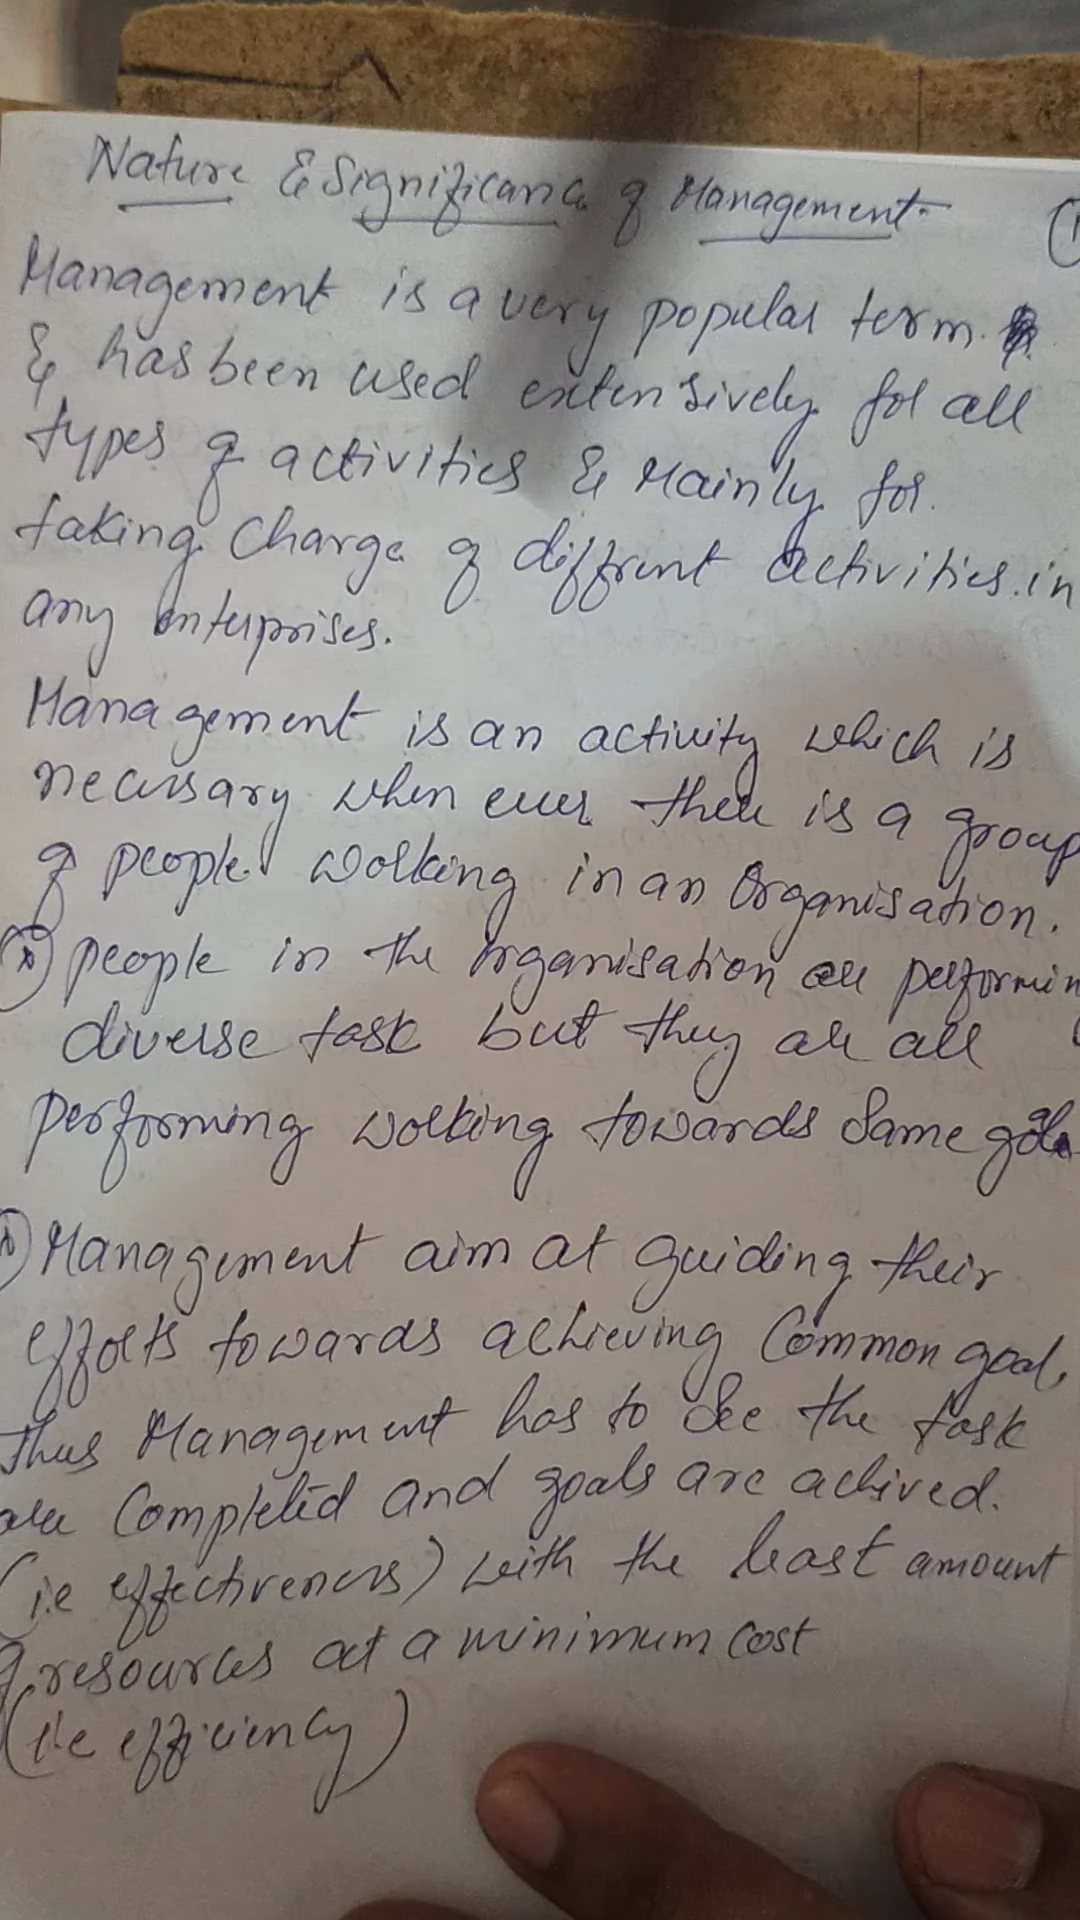 Nature & Significance of Management
Management is a very popular term
& has been used extensively for all
types of activities & Mainly for
taking Charge of diffrent activities in
any enterprises.
Management is an activity which is
necessary when ever there is a group
of people working in an Organisation.
people in the organisation are performin
diverse task but they are all
performing working towards Same goal
Management aim at guiding their
efforts towards achieving Common goal.
Thus Management has to See the task
are Completed and goals are achived.
(i.e effectiveness) with the least amount
of resources at a minimum Cost
(i.e efficiency)